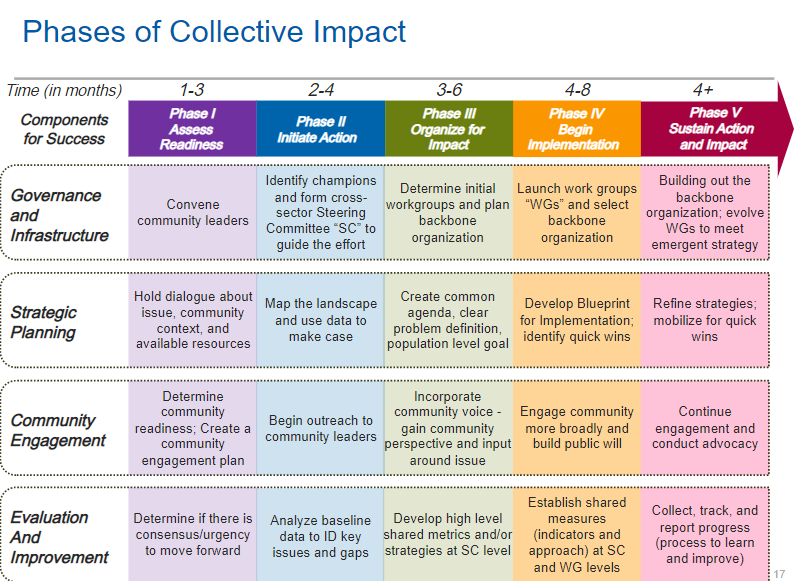 Phases of Collective Impact
Time (in months)
1-3
2-4
3-6
4-8
4+
Components
for Success
Phase I
Assess
Readiness
Phase II
Initiate Action
Phase III
Organize for
Impact
Phase IV
Begin
Implementation
Phase V
Sustain Action
and Impact
Governance
and
Infrastructure
Convene
community leaders
Identify champions
and form cross-
sector Steering
Committee “SC” to
guide the effort
Determine initial
workgroups and plan
backbone
organization
Launch work groups
“WGs” and select
backbone
organization
Building out the
backbone
organization; evolve
WGs to meet
emergent strategy
Strategic
Planning
Hold dialogue about
issue, community
context, and
available resources
Map the landscape
and use data to
make case
Create common
agenda, clear
problem definition,
population level goal
Develop Blueprint
for Implementation;
identify quick wins
Refine strategies;
mobilize for quick
wins
Community
Engagement
Determine
community
readiness; Create a
community
engagement plan
Begin outreach to
community leaders
Incorporate
community voice -
gain community
perspective and input
around issue
Engage community
more broadly and
build public will
Continue
engagement and
conduct advocacy
Evaluation
And
Improvement
Determine if there is
consensus/urgency
to move forward
Analyze baseline
data to ID key
issues and gaps
Develop high level
shared metrics and/or
strategies at SC level
Establish shared
measures
(indicators and
approach) at SC
and WG levels
Collect, track, and
report progress
(process to learn
and improve)
17